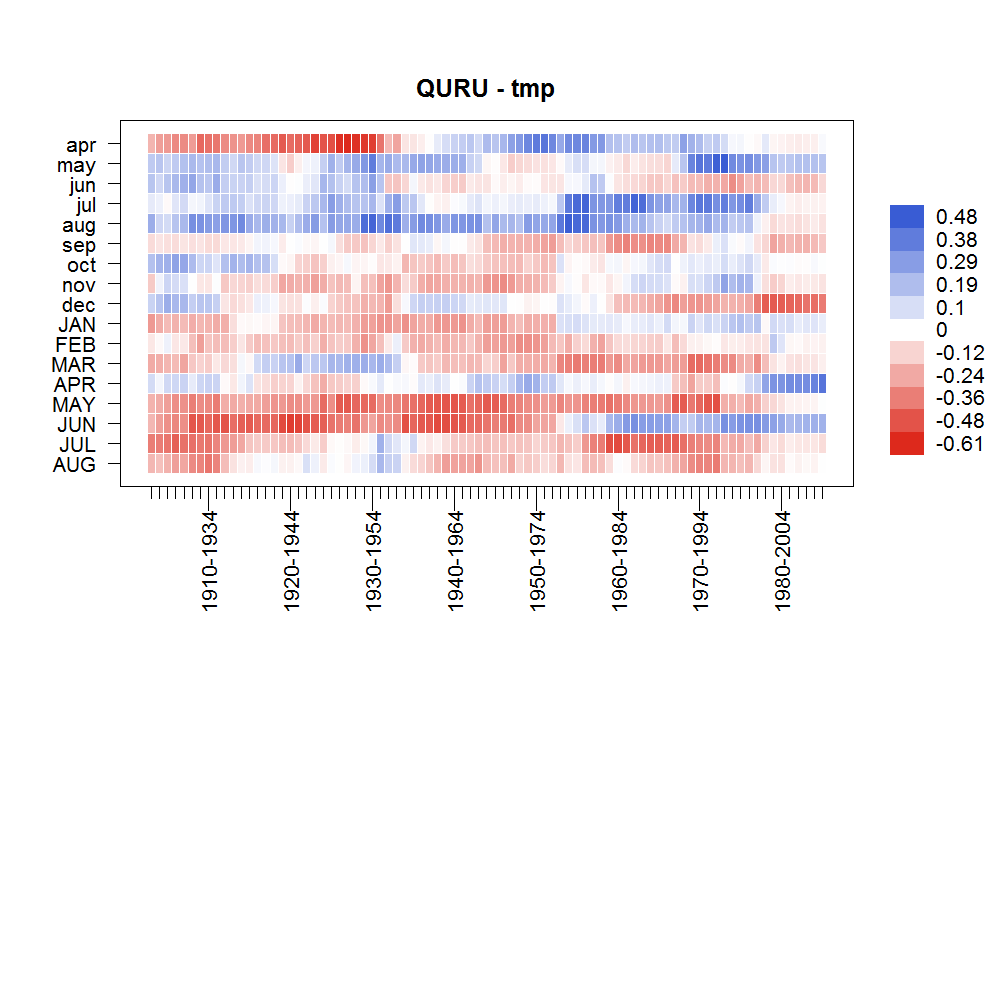 QURU - tmp
apr
may
jun
jul
aug
sep
oct
nov
dec
JAN
FEB
MAR
APR
MAY
JUN
JUL
AUG
0.48
0.38
0.29
0.19
0.1
0
-0.12
-0.24
-0.36
-0.48
-0.61
1910-1934
1920-1944
1930-1954
1940-1964
1950-1974
1960-1984
1970-1994
1980-2004